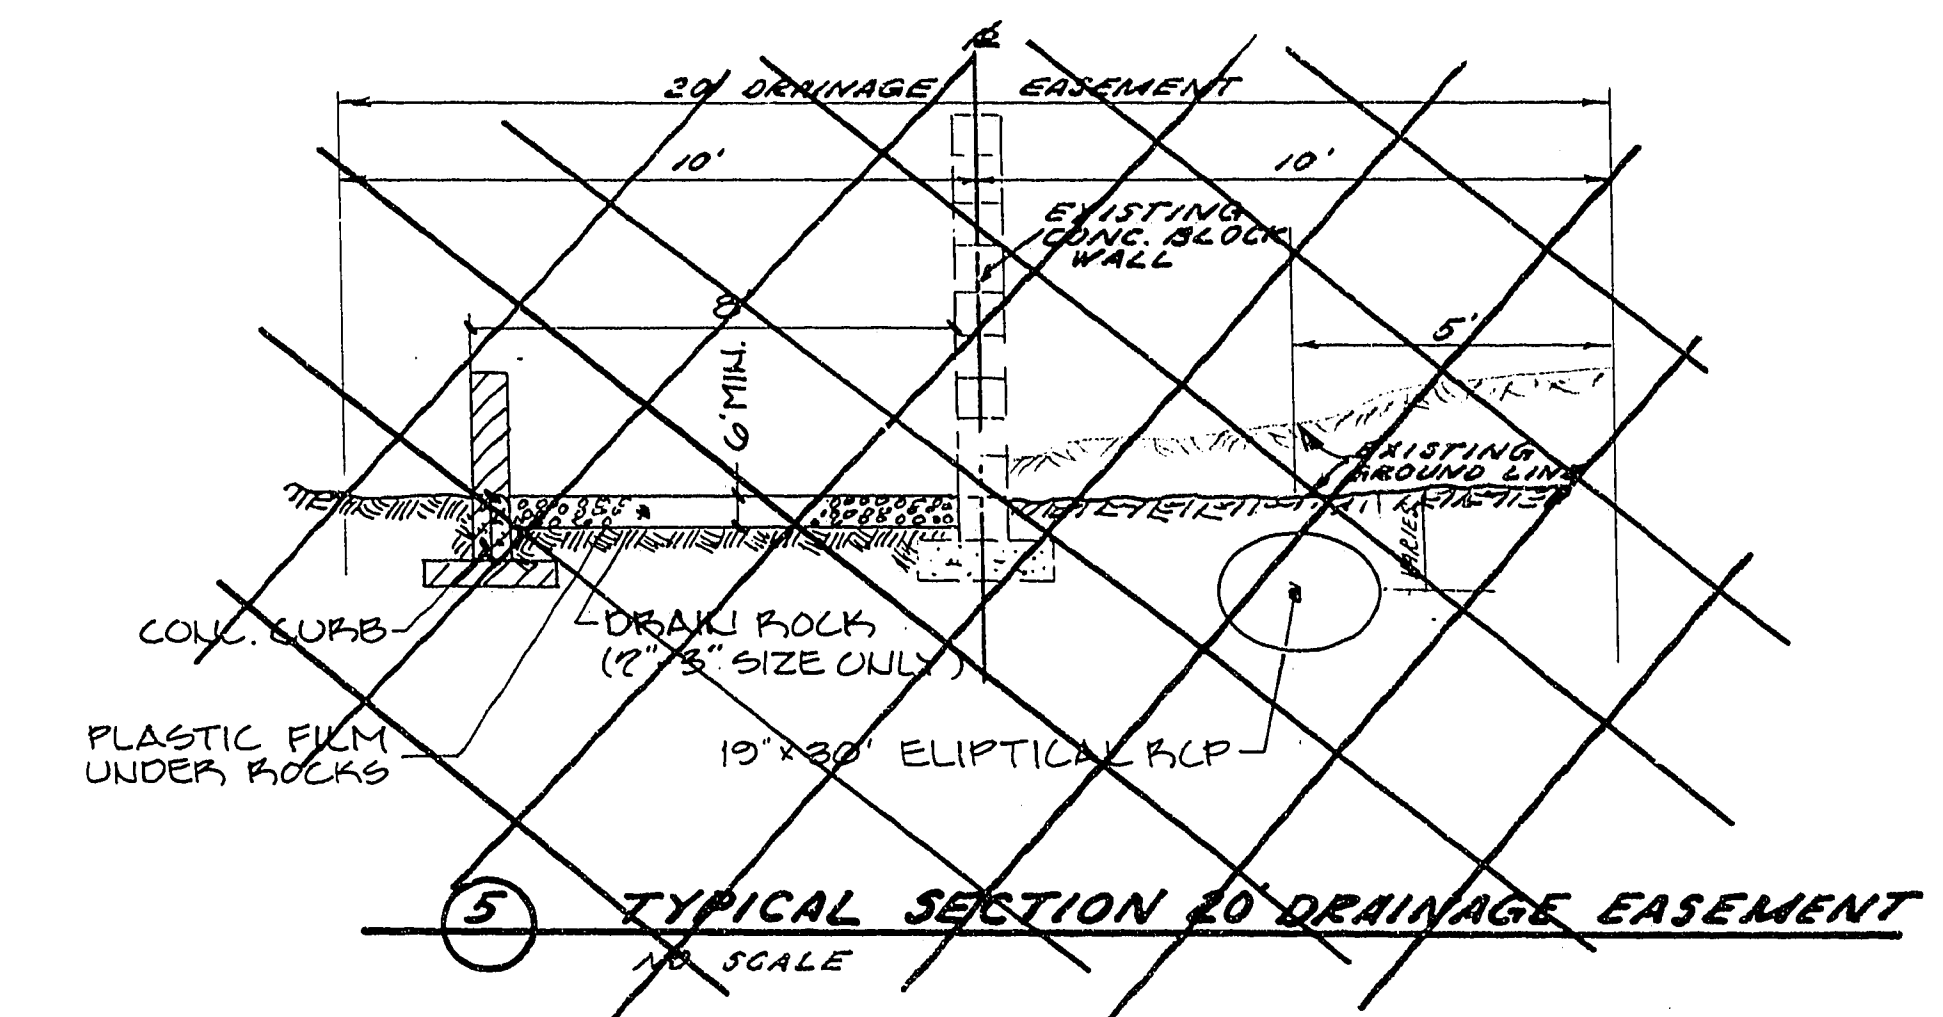 ℄
20' DRAINAGE EASEMENT
10'
10'
EXISTING
CONC. BLOCK
WALL
8'
5'
6' MIN.
EXISTING
GROUND LINE
VARIES
CONC. CURB
DRAIN ROCK
(2"-3" SIZE ONLY)
PLASTIC FILM
UNDER ROCKS
19" x 30" ELIPTICAL RCP
5
TYPICAL SECTION 20' DRAINAGE EASEMENT
NO SCALE